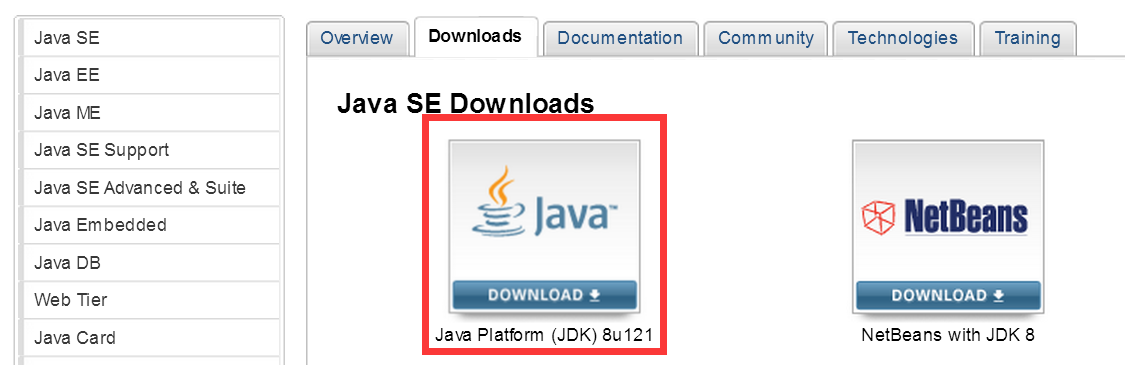 Java SE
Java EE
Java ME
Java SE Support
Java SE Advanced & Suite
Java Embedded
Java DB
Web Tier
Java Card
Overview
Downloads
Documentation
Community
Technologies
Training
Java SE Downloads
Java™
DOWNLOAD
Java Platform (JDK) 8u121
NetBeans
DOWNLOAD
NetBeans with JDK 8